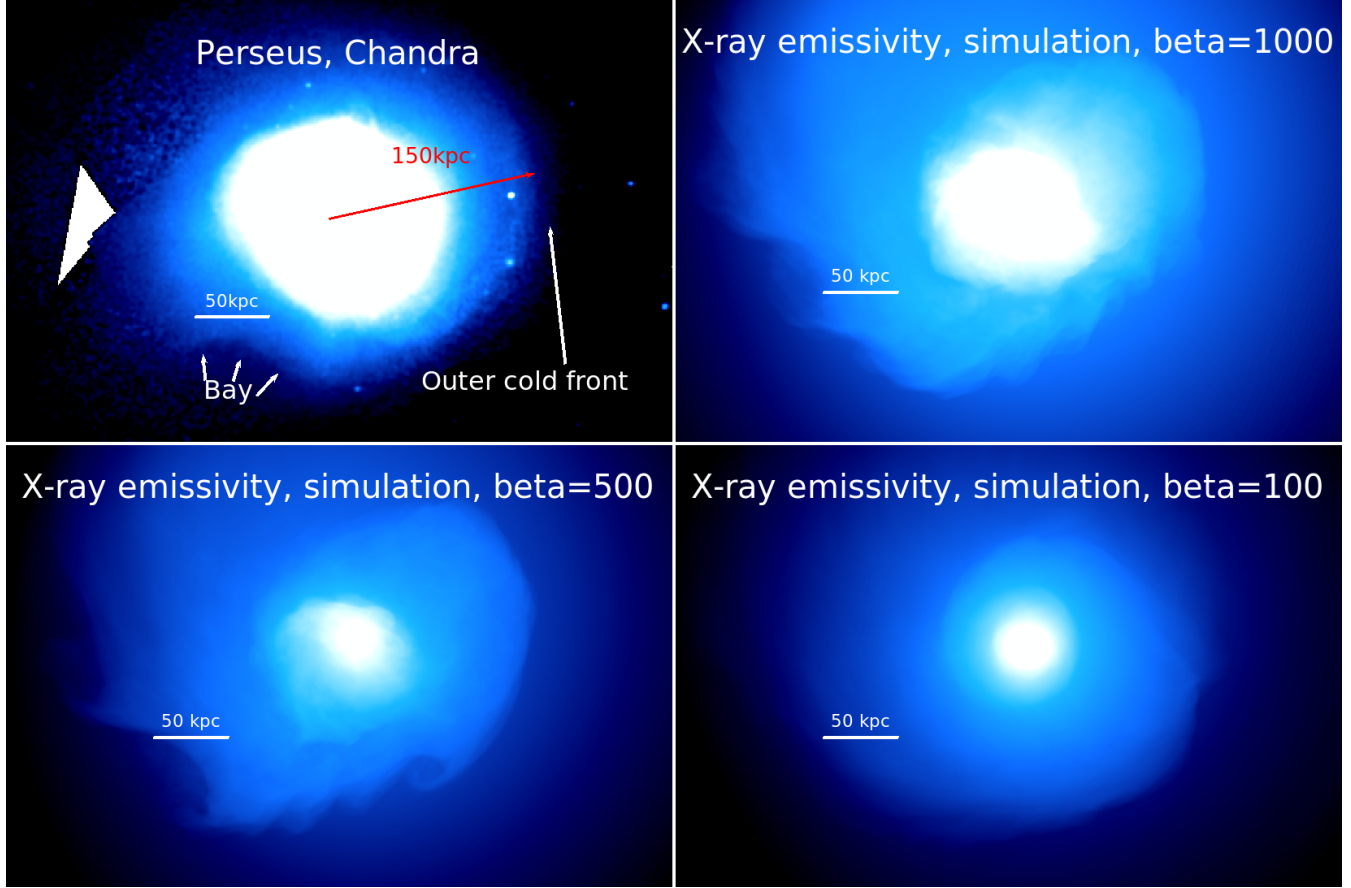 Perseus, Chandra
150kpc
50kpc
Bay
Outer cold front
X-ray emissivity, simulation, beta=1000
50 kpc
X-ray emissivity, simulation, beta=500
50 kpc
X-ray emissivity, simulation, beta=100
50 kpc